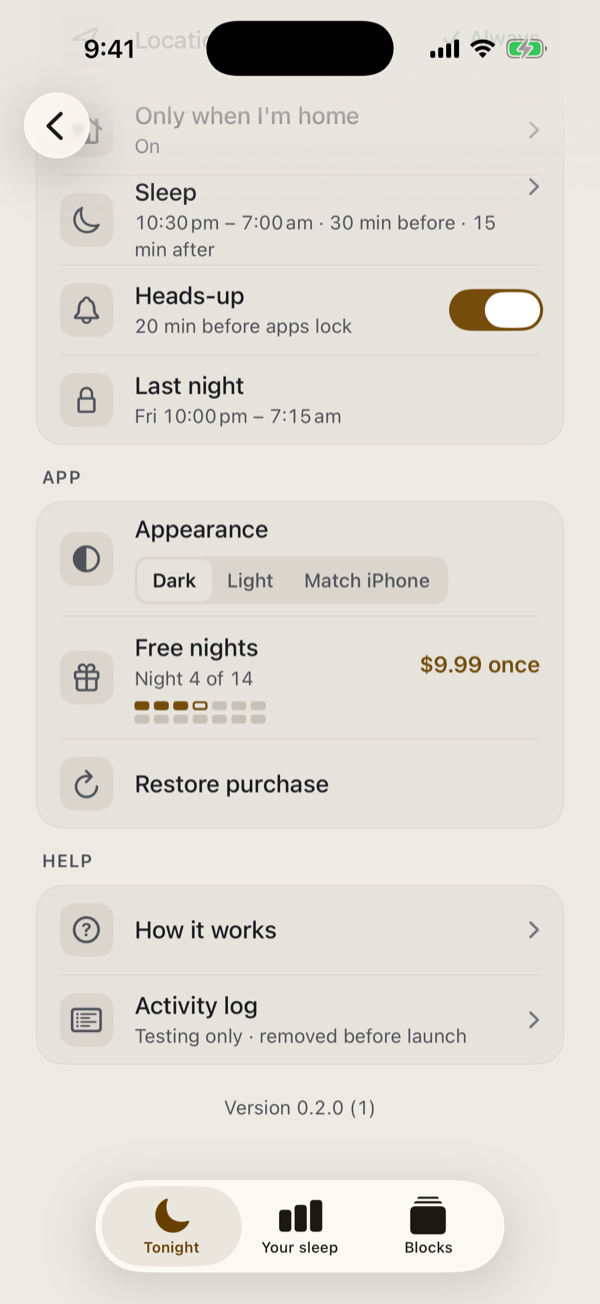 9:41
Locatio
Always
Only when I'm home
On
Sleep
10:30 pm – 7:00 am · 30 min before · 15
min after
Heads-up
20 min before apps lock
Last night
Fri 10:00 pm – 7:15 am
APP
Appearance
Dark Light Match iPhone
Free nights
Night 4 of 14
$9.99 once
Restore purchase
HELP
How it works
Activity log
Testing only · removed before launch
Version 0.2.0 (1)
Tonight Your sleep Blocks